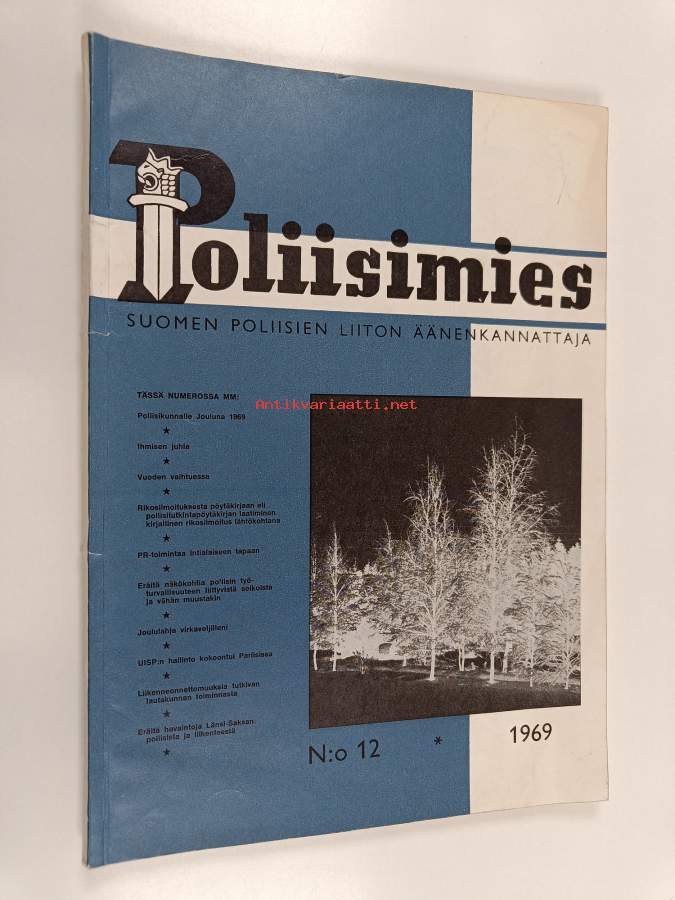 Poliisimies
SUOMEN POLIISIEN LIITON ÄÄNENKANNATTAJA
TÄSSÄ NUMEROSSA MM:
Poliisikunnalle Jouluna 1969
★
Ihmisen juhla
★
Vuoden vaihtuessa
★
Rikosilmoituksesta pöytäkirjaan eli
poliisitutkintapöytäkirjan laatiminen
kirjallinen rikosilmoitus lähtökohtana
★
PR-toimintaa intialaiseen tapaan
★
Eräitä näkökohtia poliisin työ-
turvallisuuteen liittyvistä seikoista
ja vähän muustakin
★
Joululahja virkaveljilleni
★
UISP:n hallinto kokoontui Pariisissa
★
Liikenneonnettomuuksia tutkivan
lautakunnan toiminnasta
★
Eräitä havaintoja Länsi-Saksan
poliisista ja liikenteestä
★
Antikvariaatti.net
N:o 12 * 1969